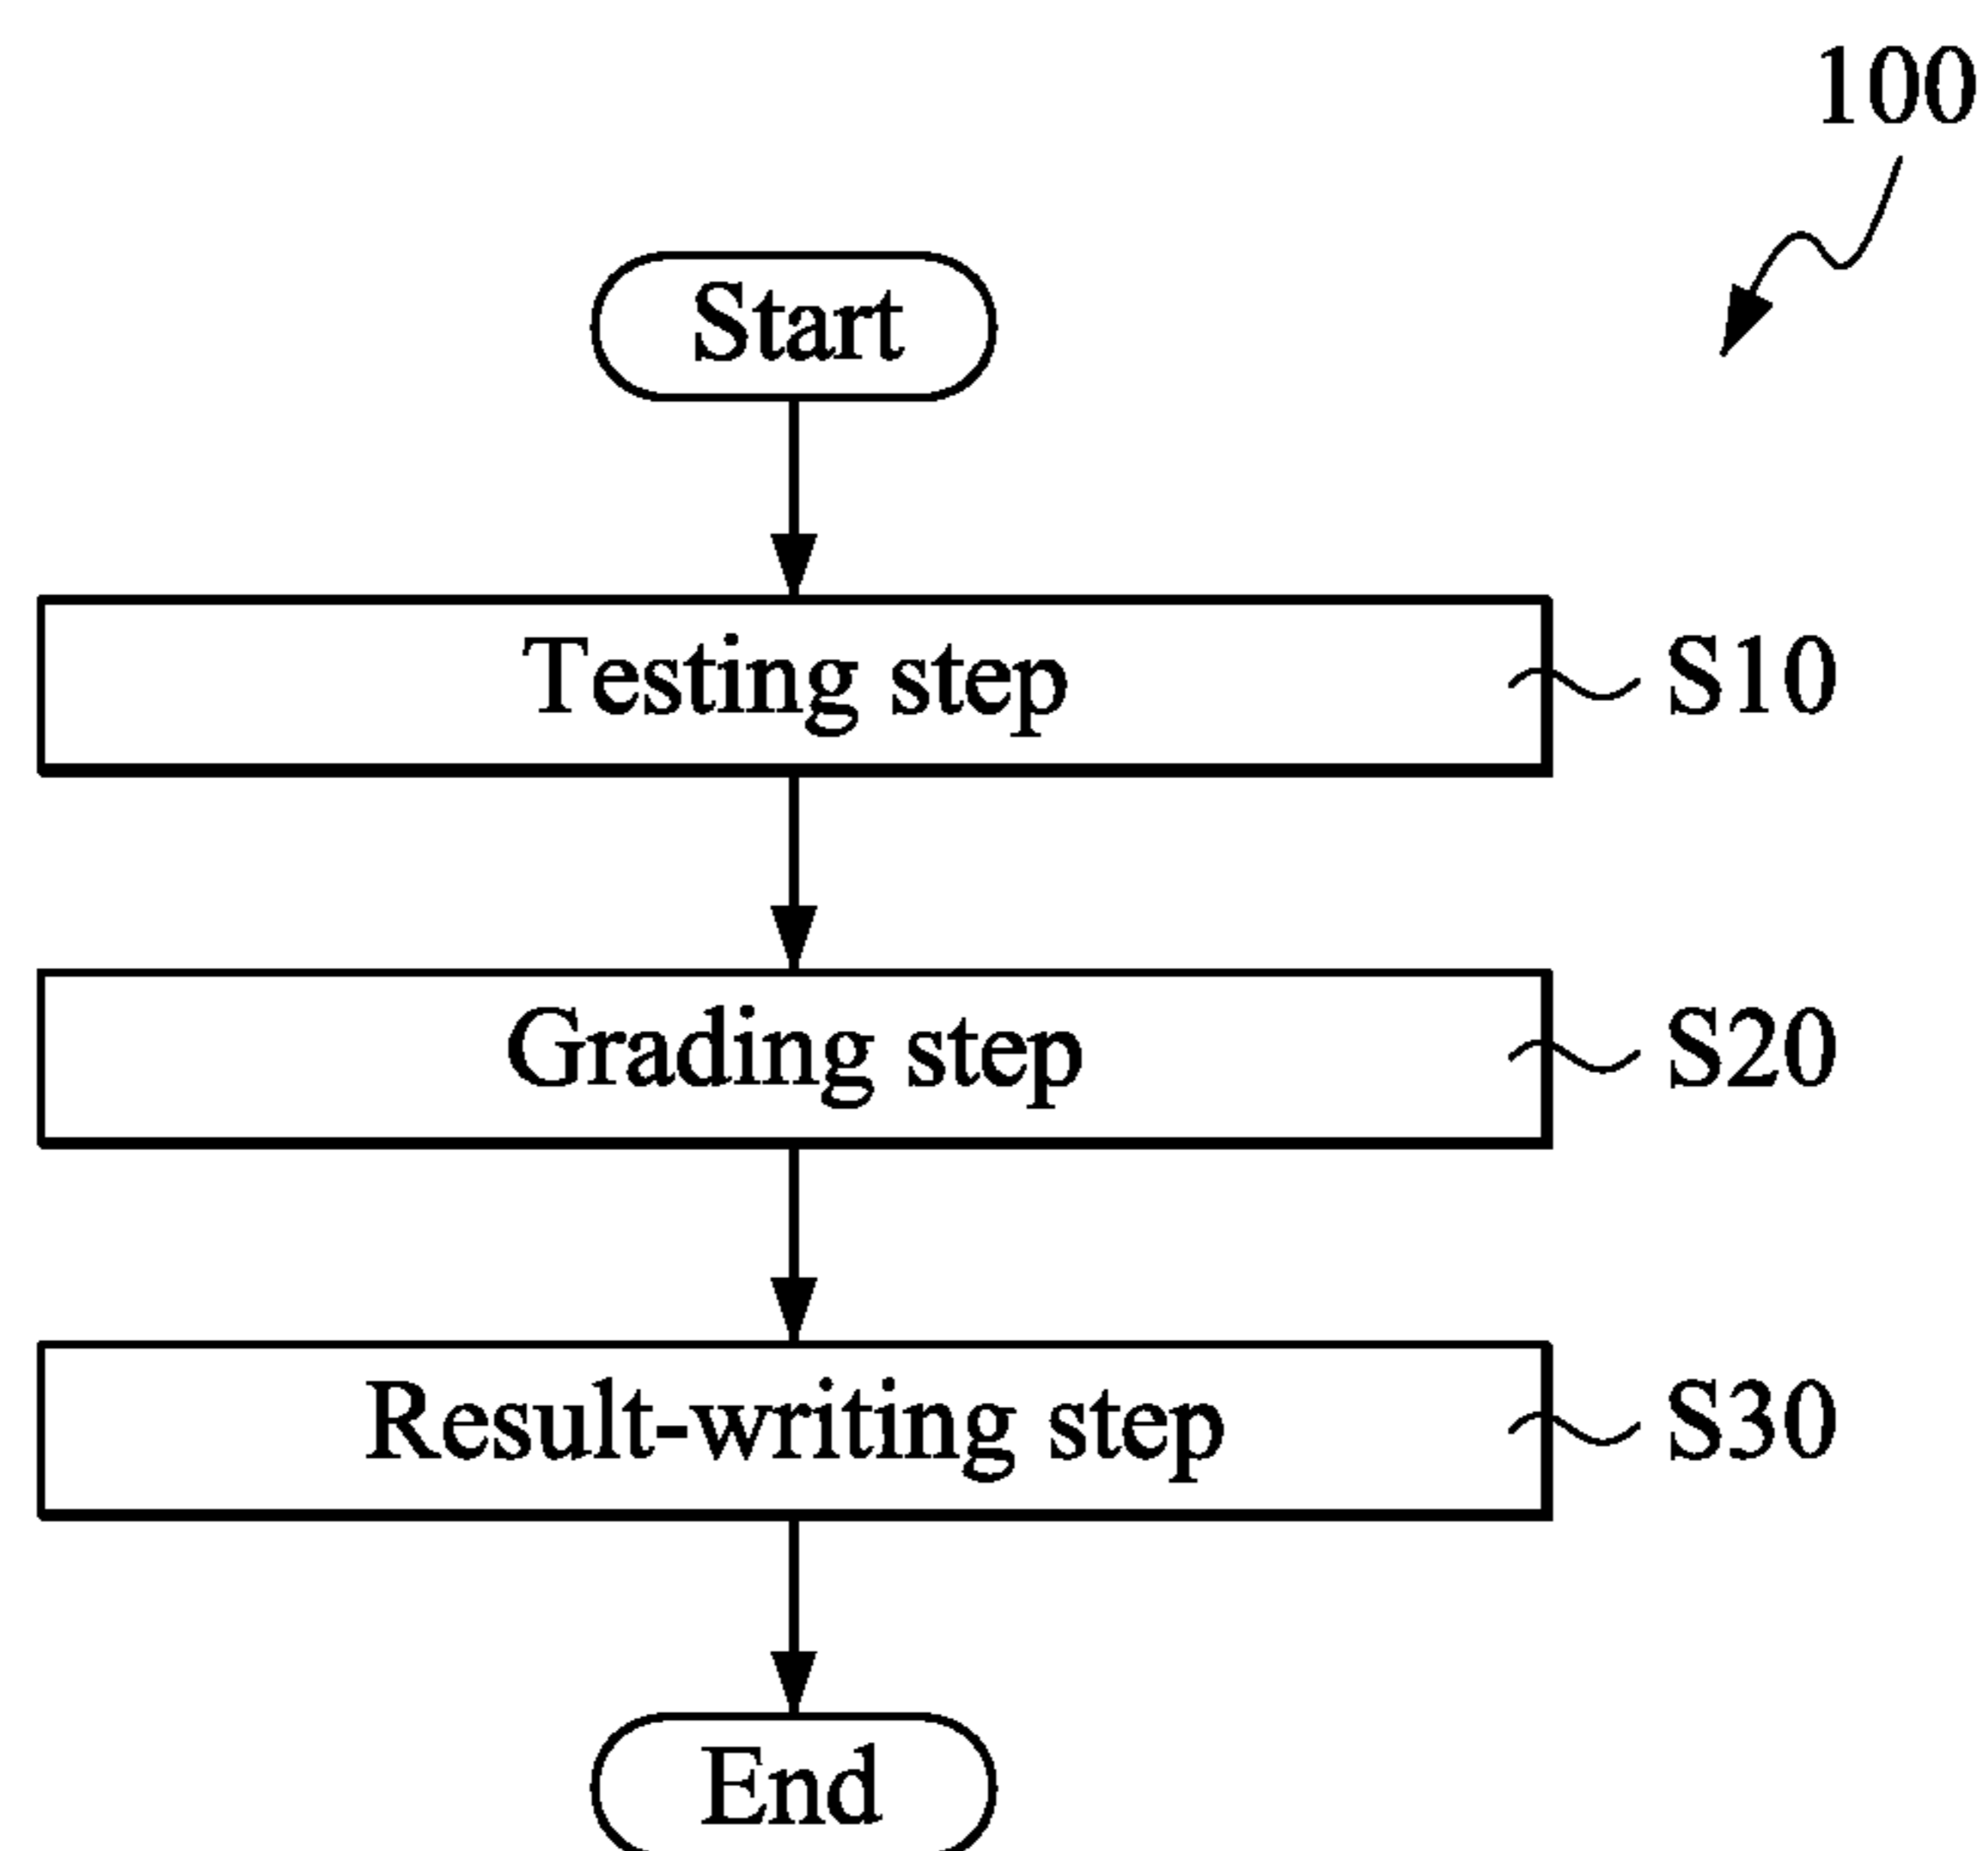 100
Start
Testing step
S10
Grading step
S20
Result-writing step
S30
End